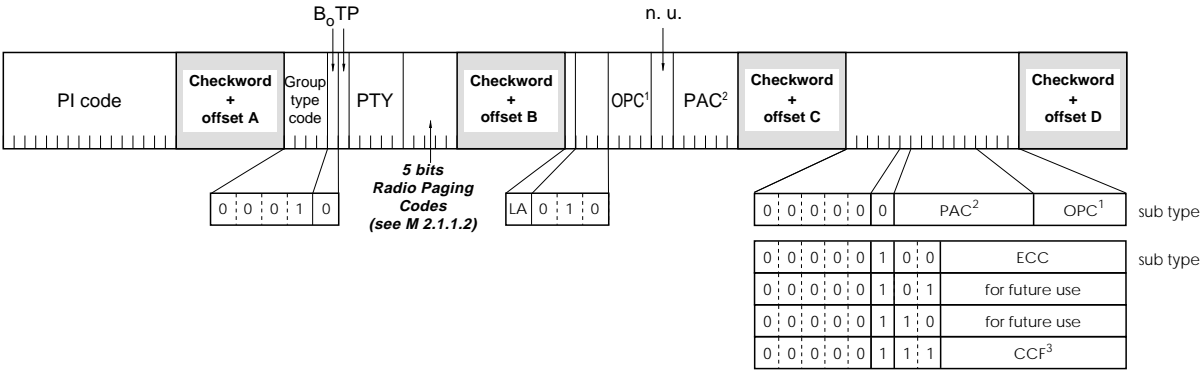 BoTP
n. u.
PI code
Checkword
+
offset A
Group
type
code
PTY
Checkword
+
offset B
OPC1
PAC2
Checkword
+
offset C
Checkword
+
offset D
5 bits
Radio Paging
Codes
(see M 2.1.1.2)
0 0 0 1 0
LA 0 1 0
0 0 0 0 0 0 PAC2 OPC1 sub type
0 0 0 0 0 1 0 0 ECC sub type
0 0 0 0 0 1 0 1 for future use
0 0 0 0 0 1 1 0 for future use
0 0 0 0 0 1 1 1 CCF3